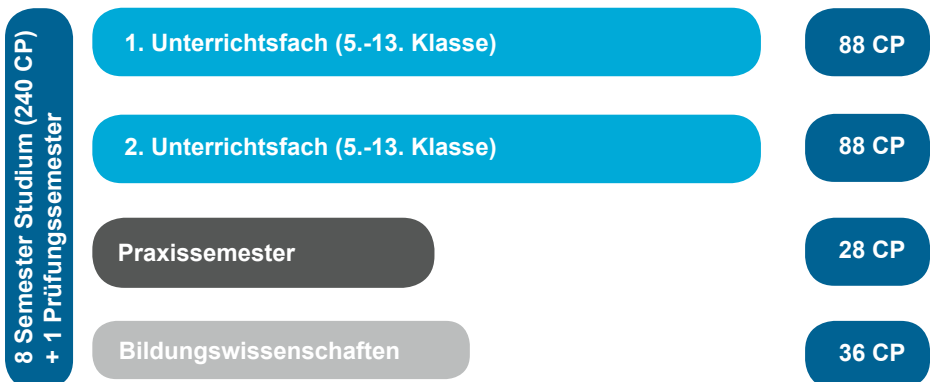 8 Semester Studium (240 CP)
+ 1 Prüfungssemester
1. Unterrichtsfach (5.-13. Klasse)
88 CP
2. Unterrichtsfach (5.-13. Klasse)
88 CP
Praxissemester
28 CP
Bildungswissenschaften
36 CP